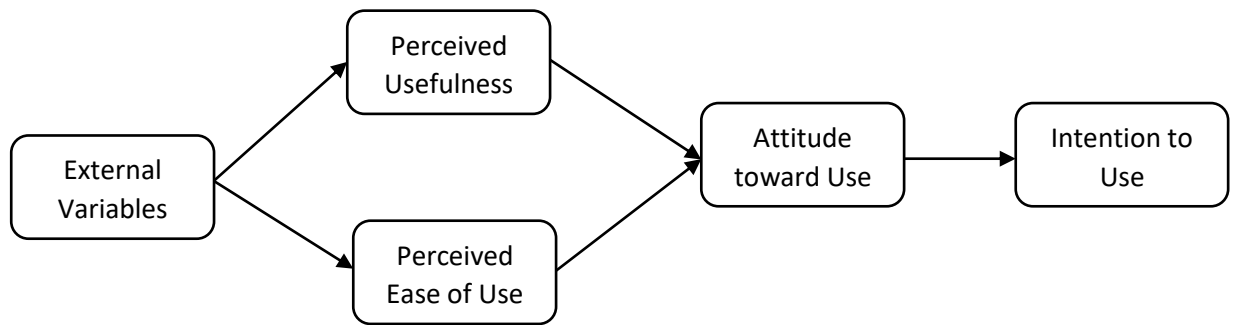 Perceived
Usefulness
External
Variables
Perceived
Ease of Use
Attitude
toward Use
Intention to
Use